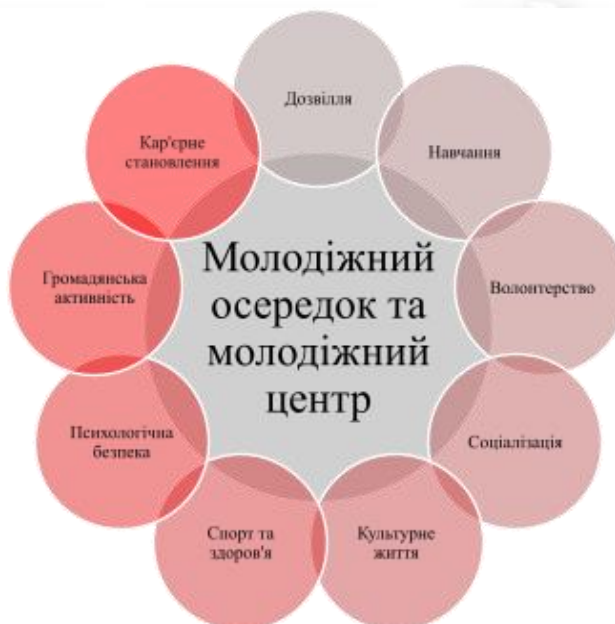 Дозвілля
Навчання
Волонтерство
Соціалізація
Культурне
життя
Спорт та
здоров'я
Психологічна
безпека
Громадянська
активність
Кар'єрне
становлення
Молодіжний
осередок та
молодіжний
центр